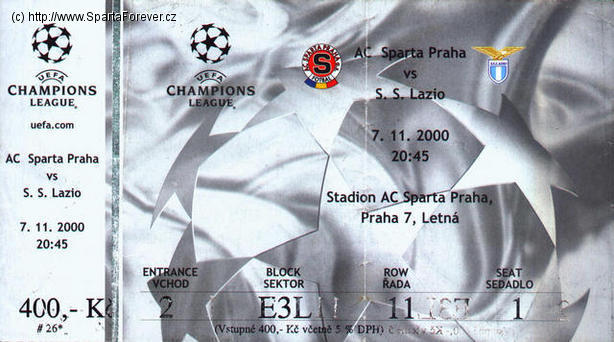 (c) http://www.SpartaForever.cz
UEFA
CHAMPIONS
LEAGUE
uefa.com
AC Sparta Praha
vs
S. S. Lazio
7. 11. 2000
20:45
400,- Kč
# 26*
UEFA
CHAMPIONS
LEAGUE
AC Sparta Praha
vs
S. S. Lazio
7. 11. 2000
20:45
Stadion AC Sparta Praha,
Praha 7, Letná
ENTRANCE BLOCK ROW SEAT
VCHOD SEKTOR ŘADA SEDADLO
2 E3L 11 1
(Vstupné 400,- Kč včetně 5 % DPH)